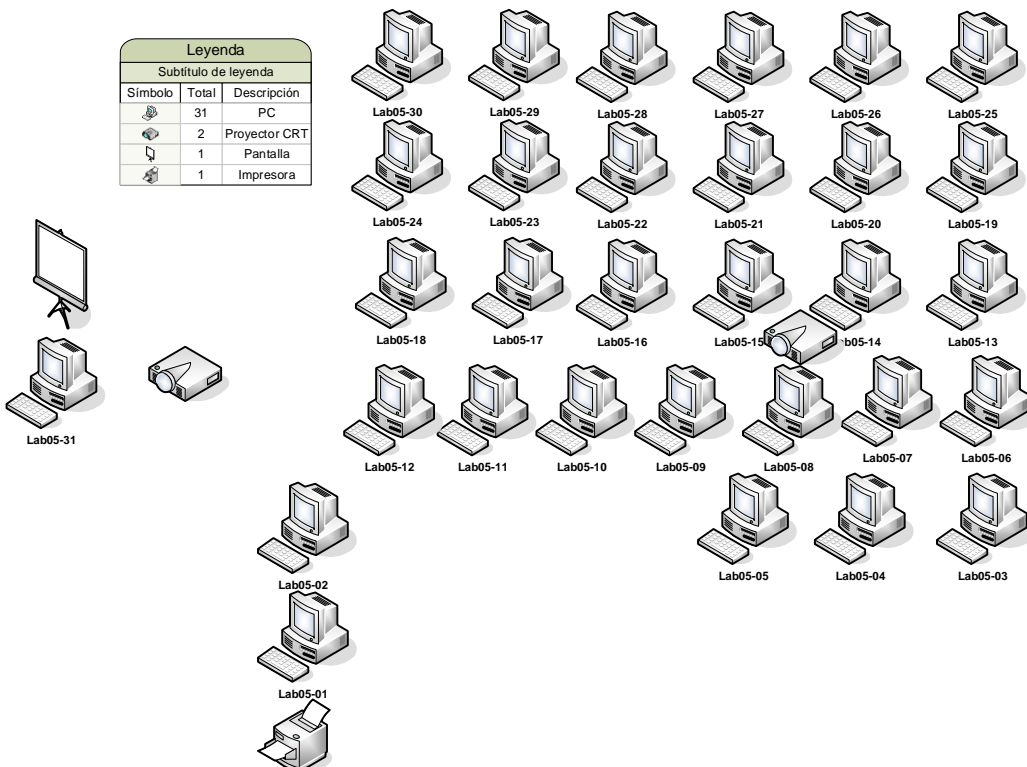 Leyenda
Subtítulo de leyenda
Símbolo Total Descripción
31 PC
2 Proyector CRT
1 Pantalla
1 Impresora
Lab05-30 Lab05-29 Lab05-28 Lab05-27 Lab05-26 Lab05-25
Lab05-24 Lab05-23 Lab05-22 Lab05-21 Lab05-20 Lab05-19
Lab05-18 Lab05-17 Lab05-16 Lab05-15 b05-14 Lab05-13
Lab05-31
Lab05-12 Lab05-11 Lab05-10 Lab05-09 Lab05-08 Lab05-07 Lab05-06
Lab05-05 Lab05-04 Lab05-03
Lab05-02
Lab05-01